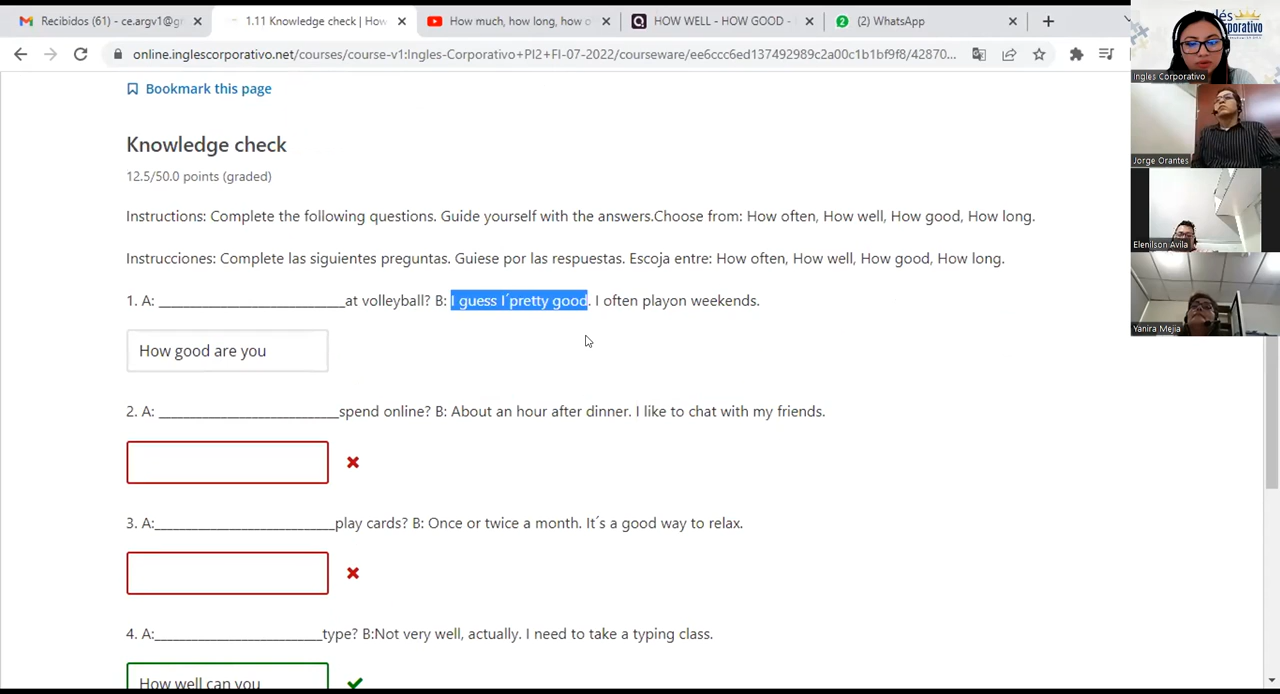 Recibidos (61) - ce.argv1@g
1.11 Knowledge check | How
How much, how long, how o
HOW WELL - HOW GOOD -
2
(2) WhatsApp
online.inglescorporativo.net/courses/course-v1:Ingles-Corporativo+PI2+FI-07-2022/courseware/ee6ccc6ed137492989c2a00c1b1bf9f8/42870...
Ingles Corporativo
Bookmark this page
Knowledge check
Jorge Orantes
12.5/50.0 points (graded)
Instructions: Complete the following questions. Guide yourself with the answers.Choose from: How often, How well, How good, How long.
Elenilson Avila
Instrucciones: Complete las siguientes preguntas. Guiese por las respuestas. Escoja entre: How often, How well, How good, How long.
1. A: ________________________at volleyball? B: I guess I´pretty good. I often playon weekends.
Yanira Mejia
How good are you
2. A: _______________________spend online? B: About an hour after dinner. I like to chat with my friends.
3. A:_______________________play cards? B: Once or twice a month. It´s a good way to relax.
4. A:______________________type? B:Not very well, actually. I need to take a typing class.
How well can you